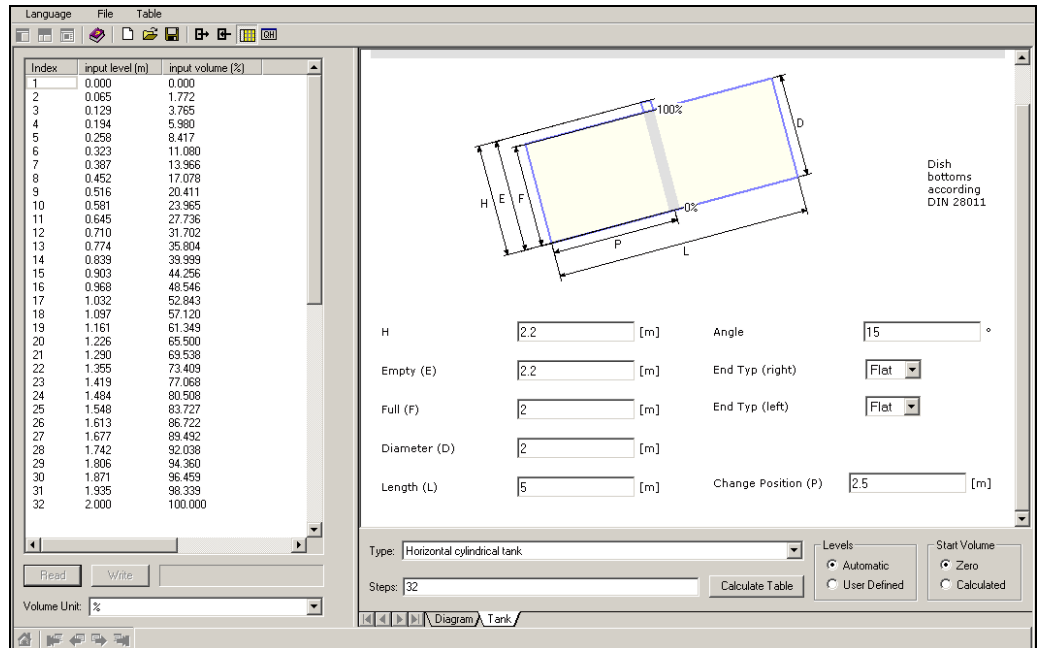 Language File Table
QH
Index input level (m) input volume (%)
1 0.000 0.000
2 0.065 1.772
3 0.129 3.765
4 0.194 5.980
5 0.258 8.417
6 0.323 11.080
7 0.387 13.966
8 0.452 17.078
9 0.516 20.411
10 0.581 23.965
11 0.645 27.736
12 0.710 31.702
13 0.774 35.804
14 0.839 39.999
15 0.903 44.256
16 0.968 48.546
17 1.032 52.843
18 1.097 57.120
19 1.161 61.349
20 1.226 65.500
21 1.290 69.538
22 1.355 73.409
23 1.419 77.068
24 1.484 80.508
25 1.548 83.727
26 1.613 86.722
27 1.677 89.492
28 1.742 92.038
29 1.806 94.360
30 1.871 96.459
31 1.935 98.339
32 2.000 100.000
Read Write
Volume Unit: %
100%
D
H E F
0%
P
L
Dish
bottoms
according
DIN 28011
H 2.2 [m] Angle 15 °
Empty (E) 2.2 [m] End Typ (right) Flat
Full (F) 2 [m] End Typ (left) Flat
Diameter (D) 2 [m]
Length (L) 5 [m] Change Position (P) 2.5 [m]
Type: Horizontal cylindrical tank
Steps: 32 Calculate Table
Levels
Automatic
User Defined
Start Volume
Zero
Calculated
Diagram Tank